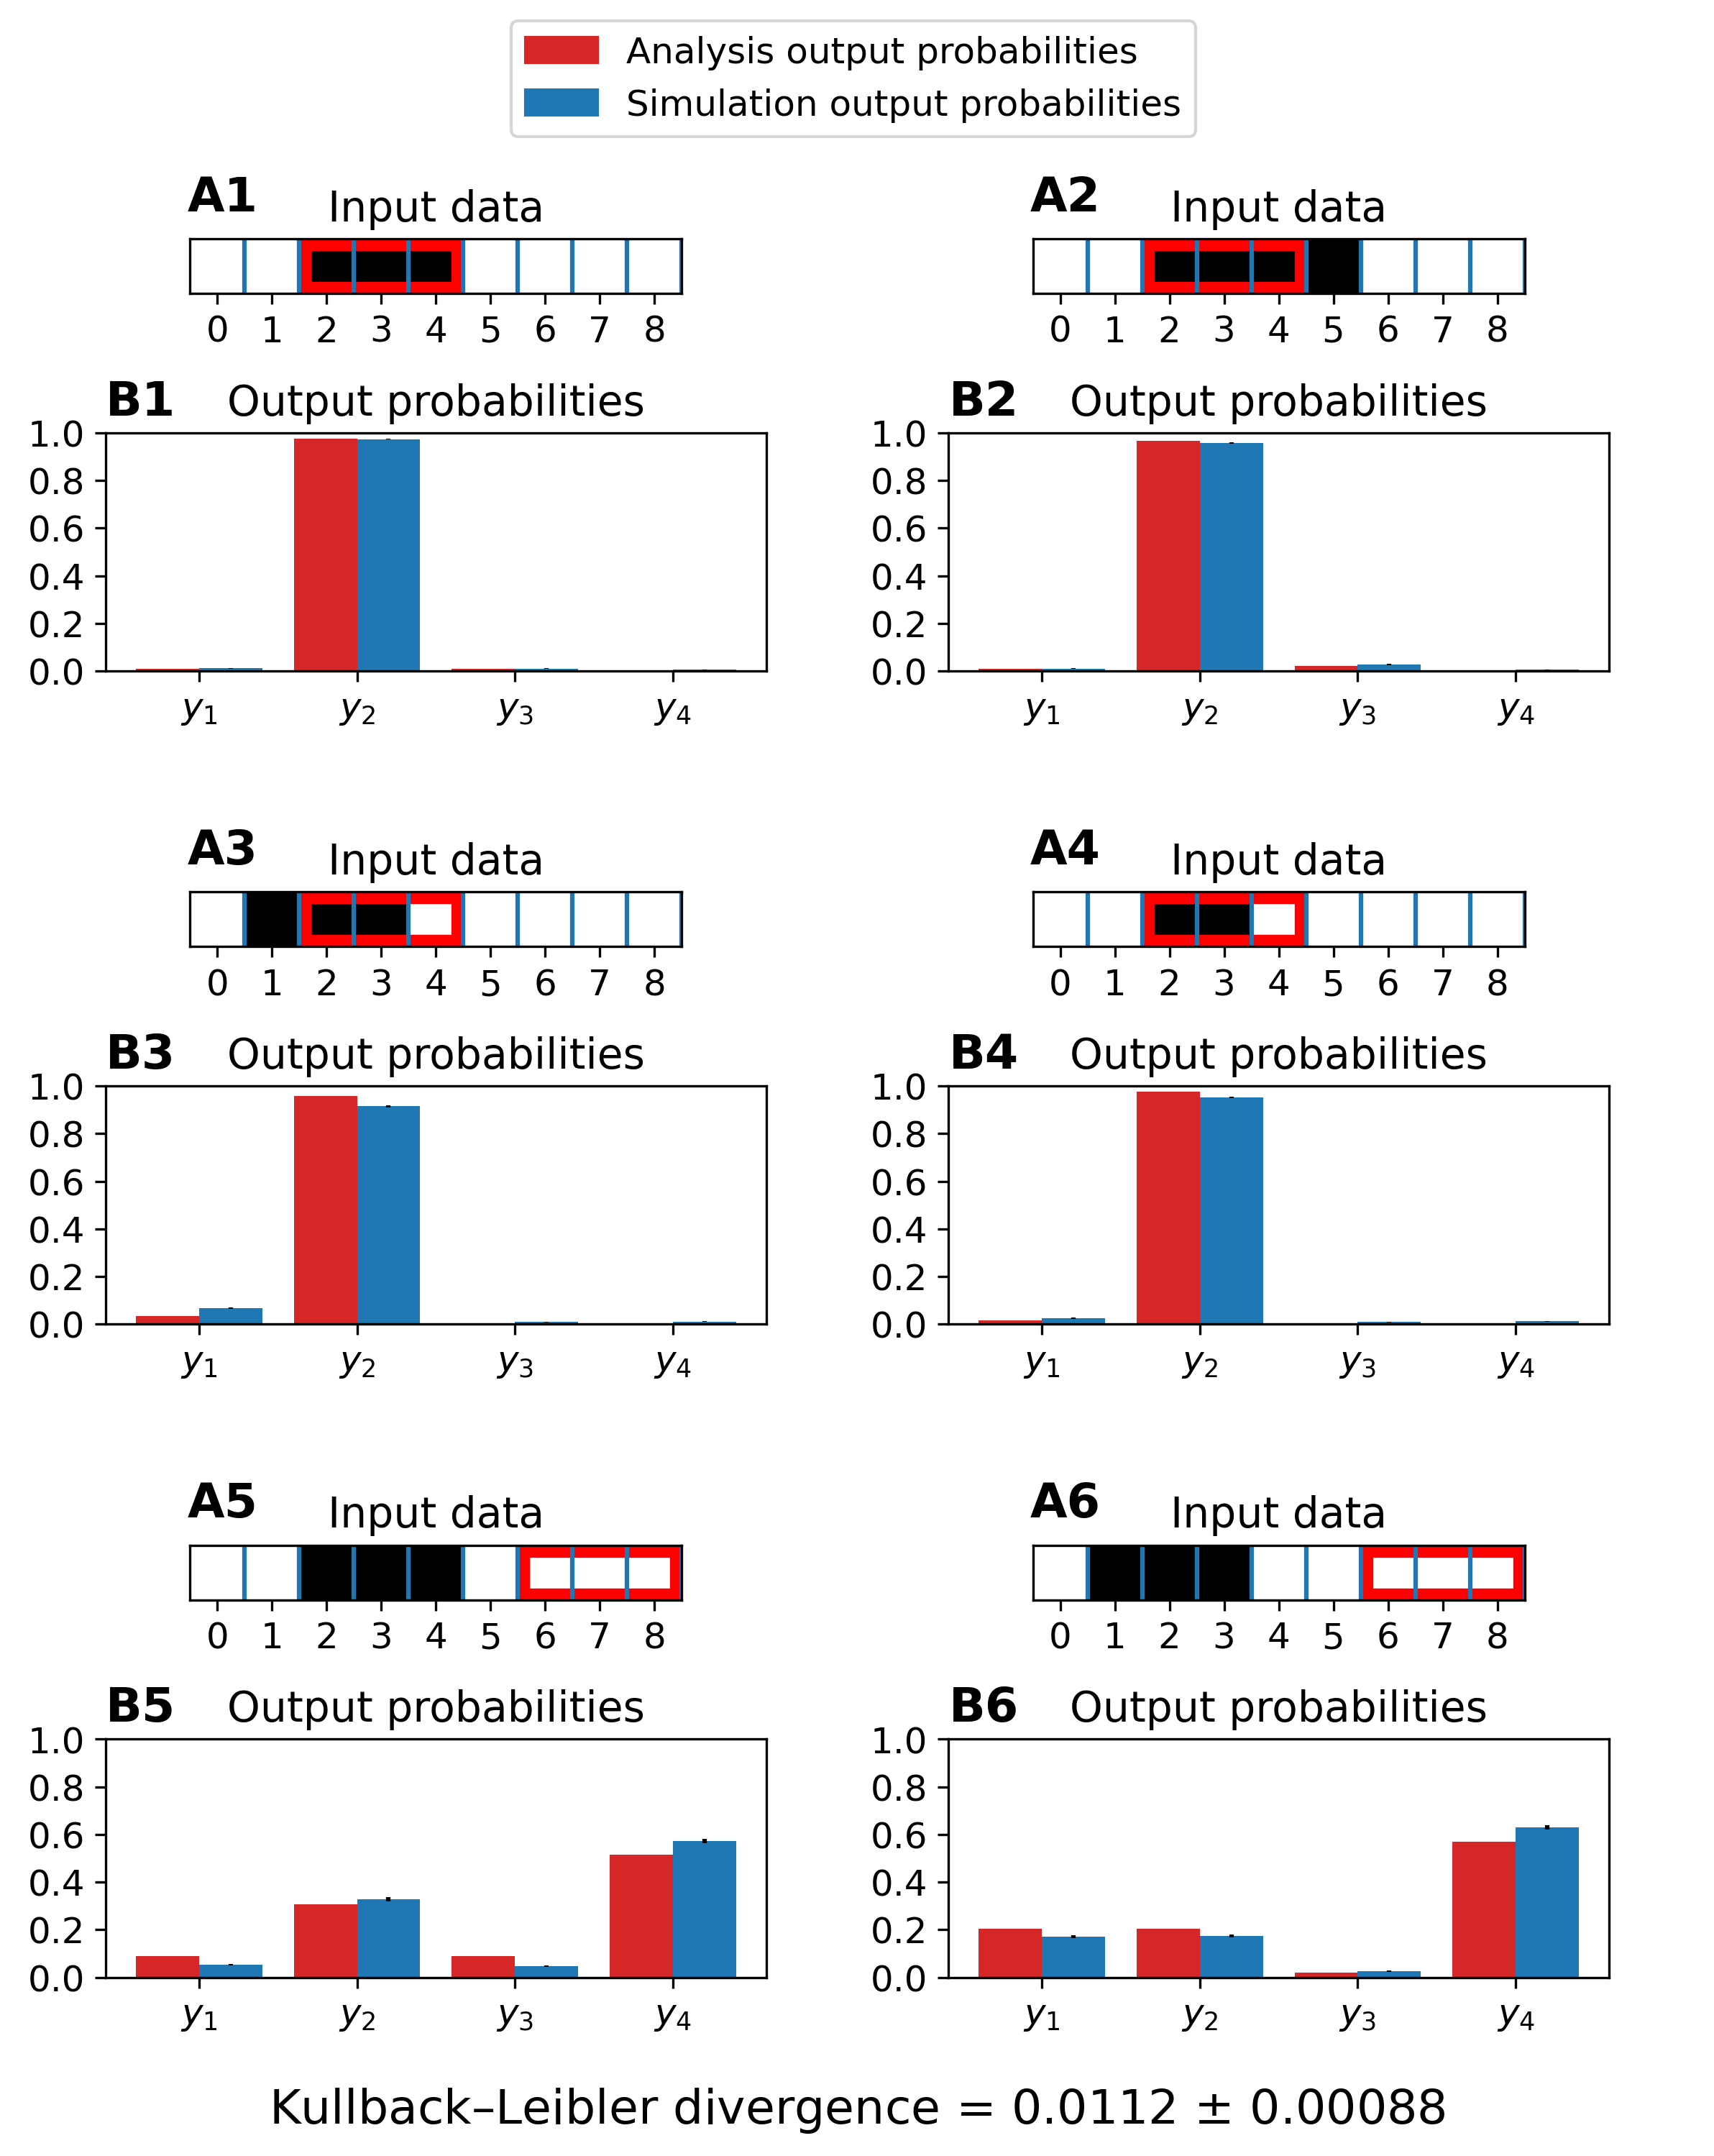 Analysis output probabilities
Simulation output probabilities
A1 Input data
0 1 2 3 4 5 6 7 8
A2 Input data
0 1 2 3 4 5 6 7 8
B1 Output probabilities
1.0
0.8
0.6
0.4
0.2
0.0
y1 y2 y3 y4
B2 Output probabilities
1.0
0.8
0.6
0.4
0.2
0.0
y1 y2 y3 y4
A3 Input data
0 1 2 3 4 5 6 7 8
A4 Input data
0 1 2 3 4 5 6 7 8
B3 Output probabilities
1.0
0.8
0.6
0.4
0.2
0.0
y1 y2 y3 y4
B4 Output probabilities
1.0
0.8
0.6
0.4
0.2
0.0
y1 y2 y3 y4
A5 Input data
0 1 2 3 4 5 6 7 8
A6 Input data
0 1 2 3 4 5 6 7 8
B5 Output probabilities
1.0
0.8
0.6
0.4
0.2
0.0
y1 y2 y3 y4
B6 Output probabilities
1.0
0.8
0.6
0.4
0.2
0.0
y1 y2 y3 y4
Kullback–Leibler divergence = 0.0112 ± 0.00088